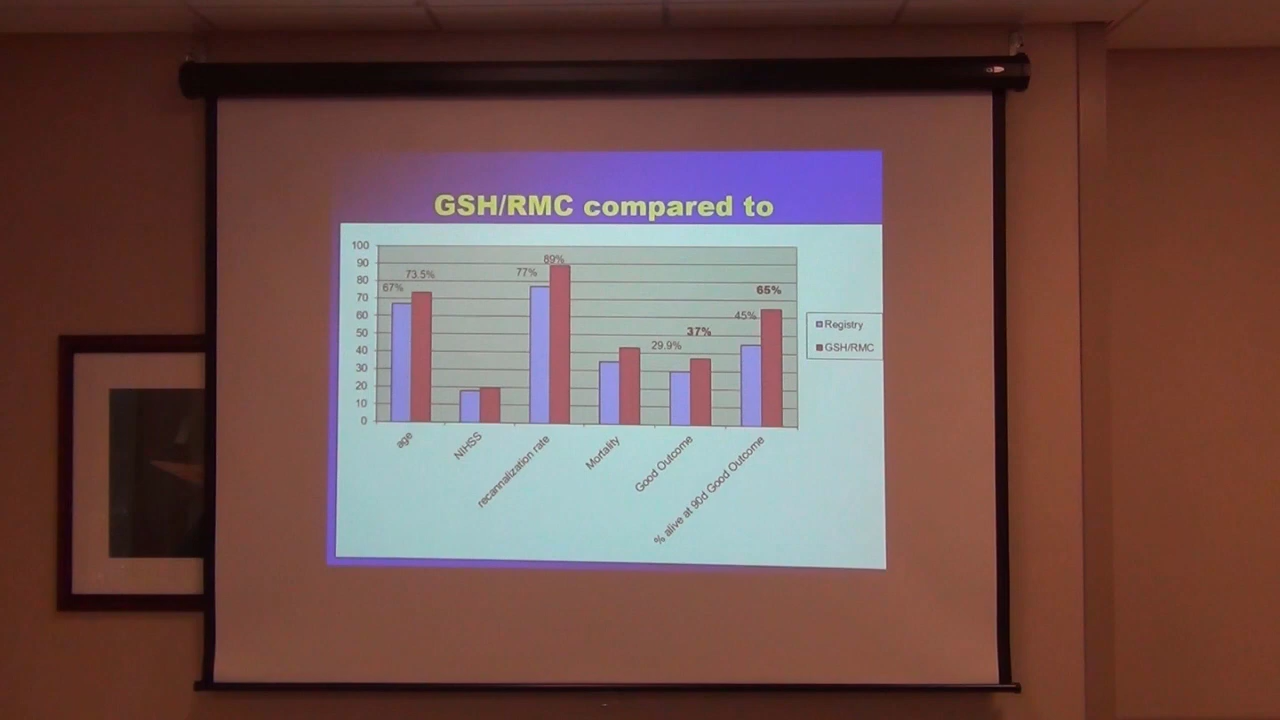 GSH/RMC compared to
100
90
80
70
60
50
40
30
20
10
0
67%
73.5%
77%
89%
29.9%
37%
45%
65%
age
NIHSS
recannalization rate
Mortality
Good Outcome
% alive at 90d Good Outcome
Registry
GSH/RMC